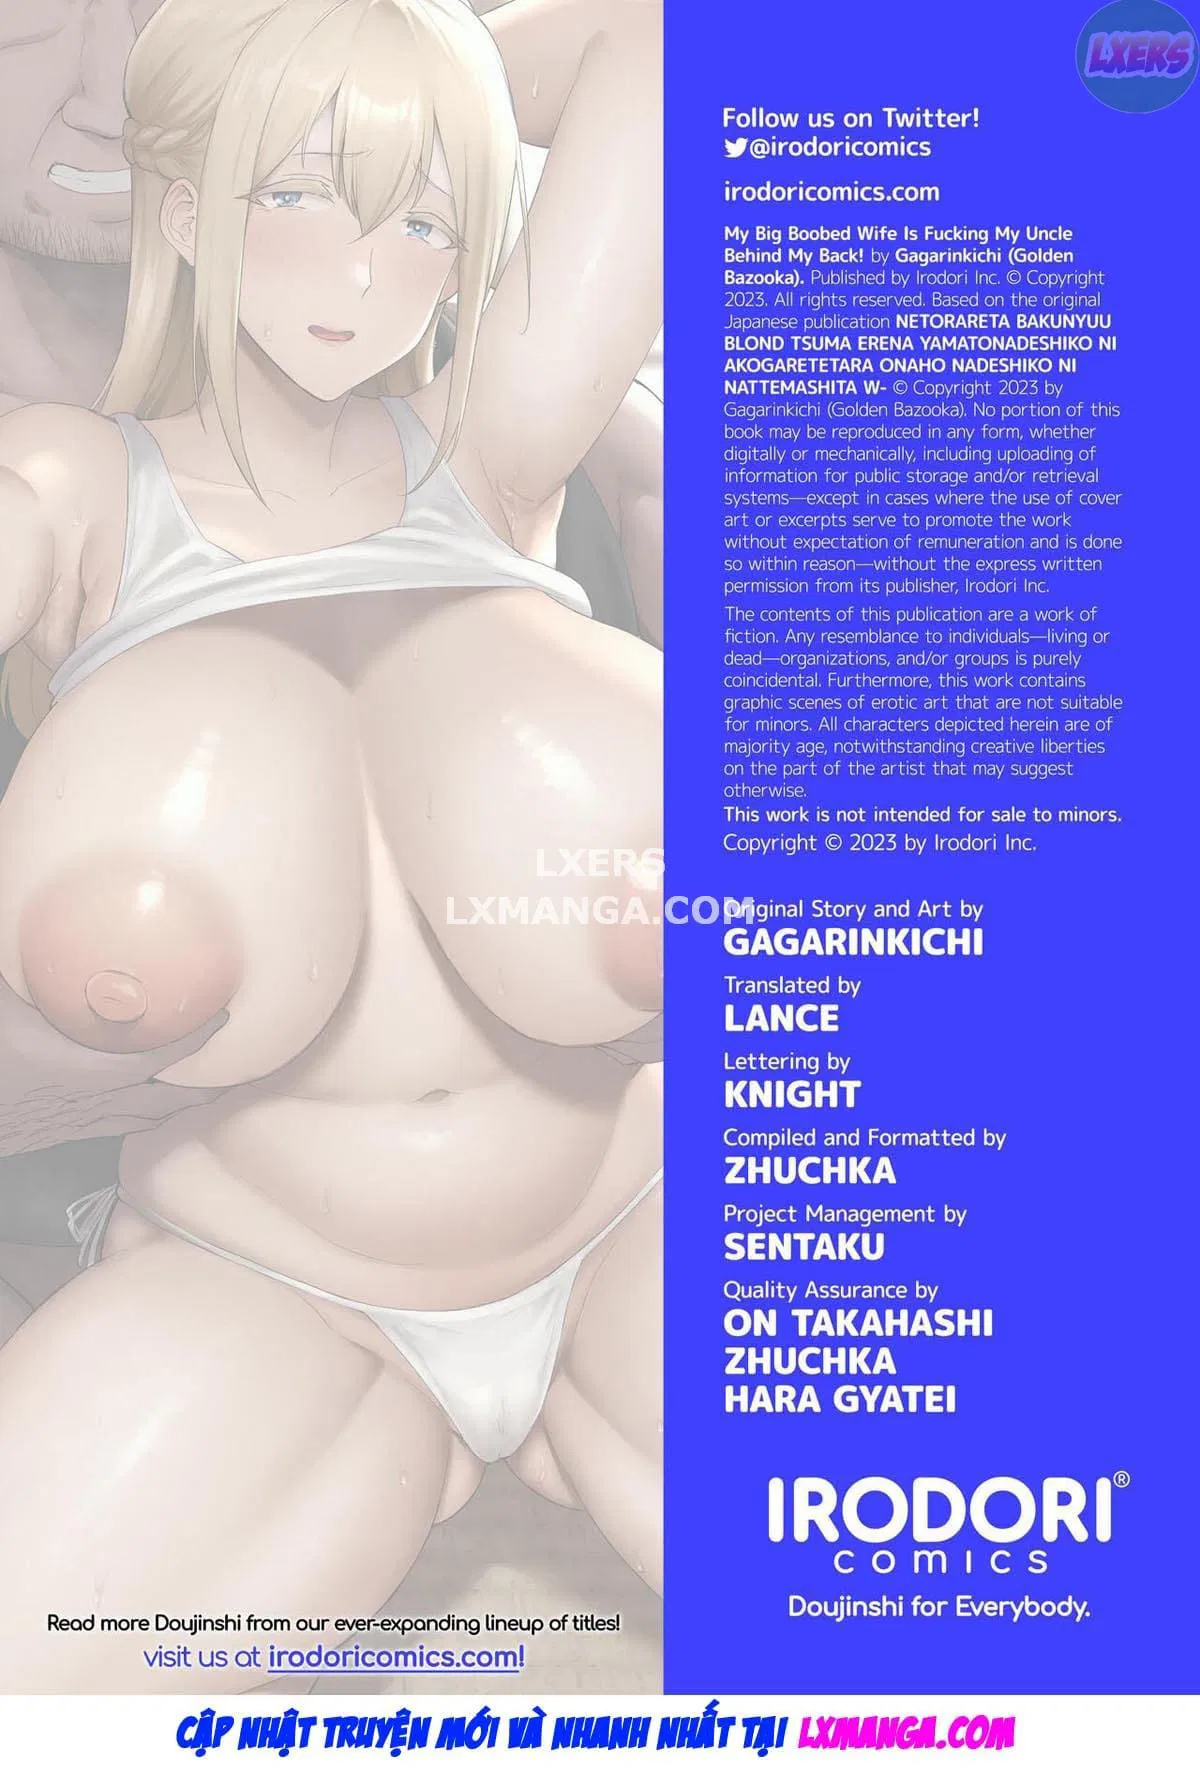 LXERS
Follow us on Twitter!
@irodoricomics
irodoricomics.com
My Big Boobed Wife Is Fucking My Uncle
Behind My Back! by Gagarinkichi (Golden
Bazooka). Published by Irodori Inc. © Copyright
2023. All rights reserved. Based on the original
Japanese publication NETORARETA BAKUNYUU
BLOND TSUMA ERENA YAMATONADESHIKO NI
AKOGARETETARA ONAHO NADESHIKO NI
NATTEMASHITA W- © Copyright 2023 by
Gagarinkichi (Golden Bazooka). No portion of this
book may be reproduced in any form, whether
digitally or mechanically, including uploading of
information for public storage and/or retrieval
systems—except in cases where the use of cover
art or excerpts serve to promote the work
without expectation of remuneration and is done
so within reason—without the express written
permission from its publisher, Irodori Inc.
The contents of this publication are a work of
fiction. Any resemblance to individuals—living or
dead—organizations, and/or groups is purely
coincidental. Furthermore, this work contains
graphic scenes of erotic art that are not suitable
for minors. All characters depicted herein are of
majority age, notwithstanding creative liberties
on the part of the artist that may suggest
otherwise.
This work is not intended for sale to minors.
Copyright © 2023 by Irodori Inc.
LXERS
LXMANGA.COM
Original Story and Art by
GAGARINKICHI
Translated by
LANCE
Lettering by
KNIGHT
Compiled and Formatted by
ZHUCHKA
Project Management by
SENTAKU
Quality Assurance by
ON TAKAHASHI
ZHUCHKA
HARA GYATEI
IRODORI®
COMICS
Doujinshi for Everybody.
Read more Doujinshi from our ever-expanding lineup of titles!
visit us at irodoricomics.com!
CẬP NHẬT TRUYỆN MỚI VÀ NHANH NHẤT TẠI LXMANGA.COM